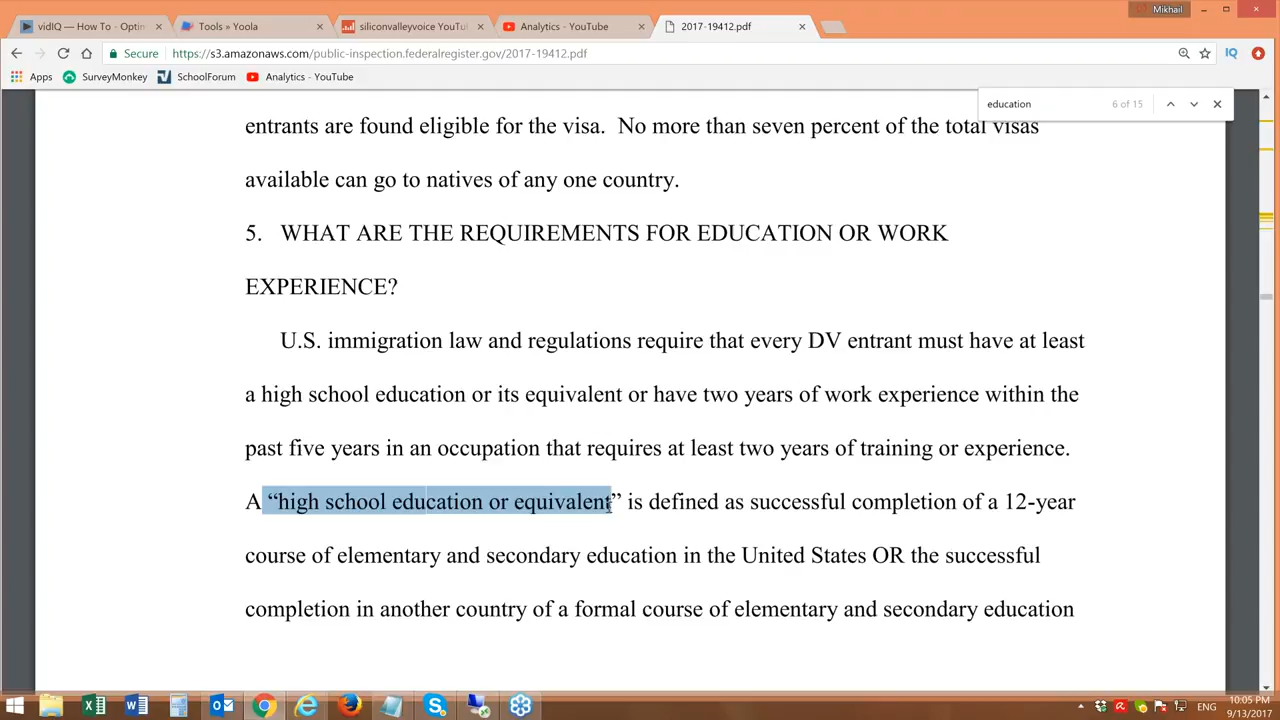 Mikhail
vidIQ — How To - Optin
Tools » Yoola
siliconvalleyvoice YouTu
Analytics - YouTube
2017-19412.pdf
Secure
https://s3.amazonaws.com/public-inspection.federalregister.gov/2017-19412.pdf
IQ
Apps
SurveyMonkey
SchoolForum
Analytics - YouTube
education
6 of 15
entrants are found eligible for the visa. No more than seven percent of the total visas
available can go to natives of any one country.
5. WHAT ARE THE REQUIREMENTS FOR EDUCATION OR WORK
EXPERIENCE?
U.S. immigration law and regulations require that every DV entrant must have at least
a high school education or its equivalent or have two years of work experience within the
past five years in an occupation that requires at least two years of training or experience.
A “high school education or equivalent” is defined as successful completion of a 12-year
course of elementary and secondary education in the United States OR the successful
completion in another country of a formal course of elementary and secondary education
ENG
10:05 PM
9/13/2017